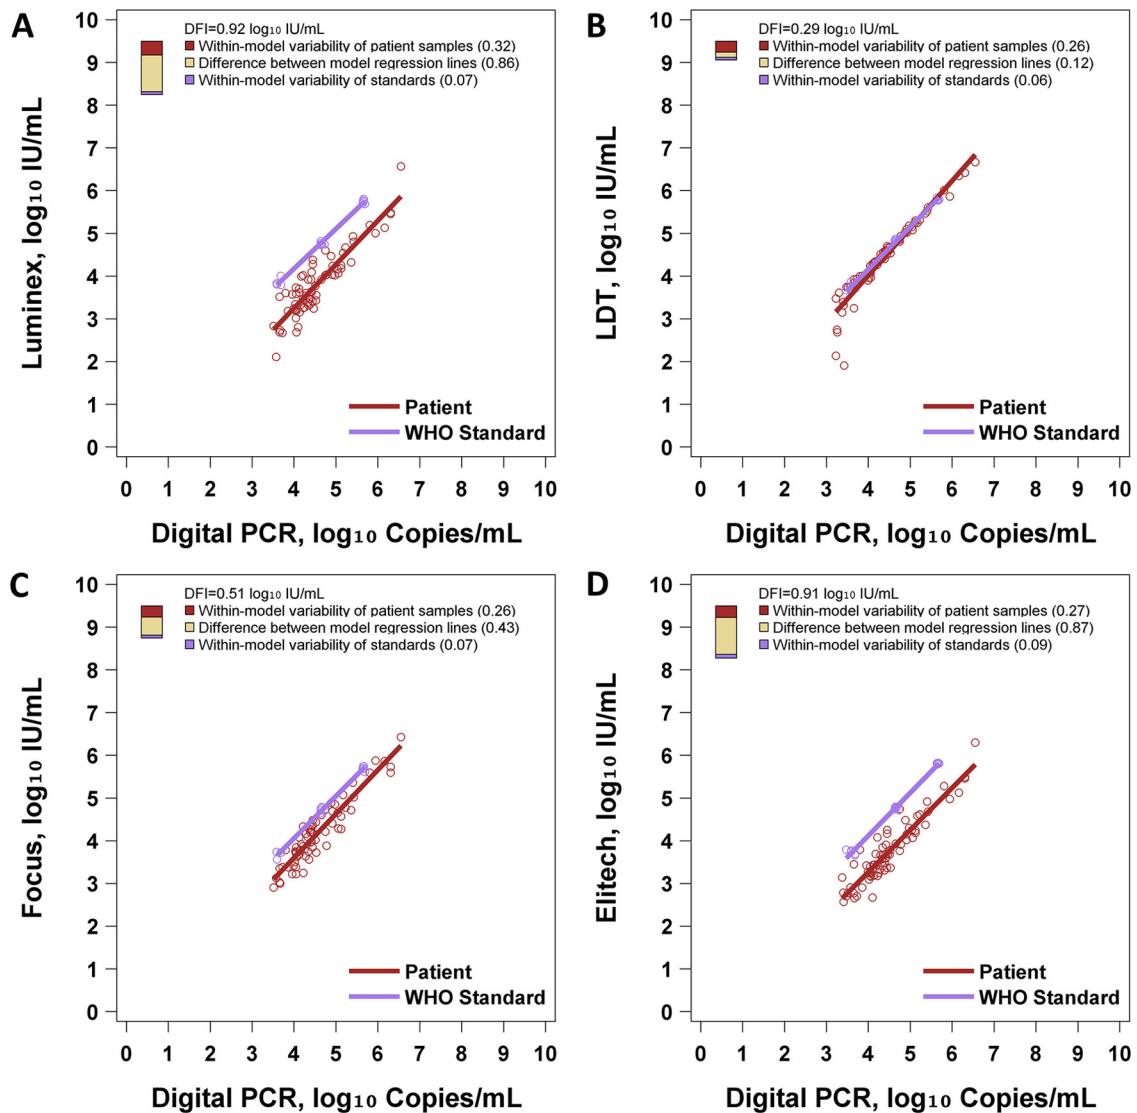 A
DFI=0.92 log₁₀ IU/mL
Within-model variability of patient samples (0.32)
Difference between model regression lines (0.86)
Within-model variability of standards (0.07)
10
9
8
7
6
5
4
3
2
1
0
Luminex, log₁₀ IU/mL
Patient
WHO Standard
0 1 2 3 4 5 6 7 8 9 10
Digital PCR, log₁₀ Copies/mL
B
DFI=0.29 log₁₀ IU/mL
Within-model variability of patient samples (0.26)
Difference between model regression lines (0.12)
Within-model variability of standards (0.06)
10
9
8
7
6
5
4
3
2
1
0
LDT, log₁₀ IU/mL
Patient
WHO Standard
0 1 2 3 4 5 6 7 8 9 10
Digital PCR, log₁₀ Copies/mL
C
DFI=0.51 log₁₀ IU/mL
Within-model variability of patient samples (0.26)
Difference between model regression lines (0.43)
Within-model variability of standards (0.07)
10
9
8
7
6
5
4
3
2
1
0
Focus, log₁₀ IU/mL
Patient
WHO Standard
0 1 2 3 4 5 6 7 8 9 10
Digital PCR, log₁₀ Copies/mL
D
DFI=0.91 log₁₀ IU/mL
Within-model variability of patient samples (0.27)
Difference between model regression lines (0.87)
Within-model variability of standards (0.09)
10
9
8
7
6
5
4
3
2
1
0
Elitech, log₁₀ IU/mL
Patient
WHO Standard
0 1 2 3 4 5 6 7 8 9 10
Digital PCR, log₁₀ Copies/mL